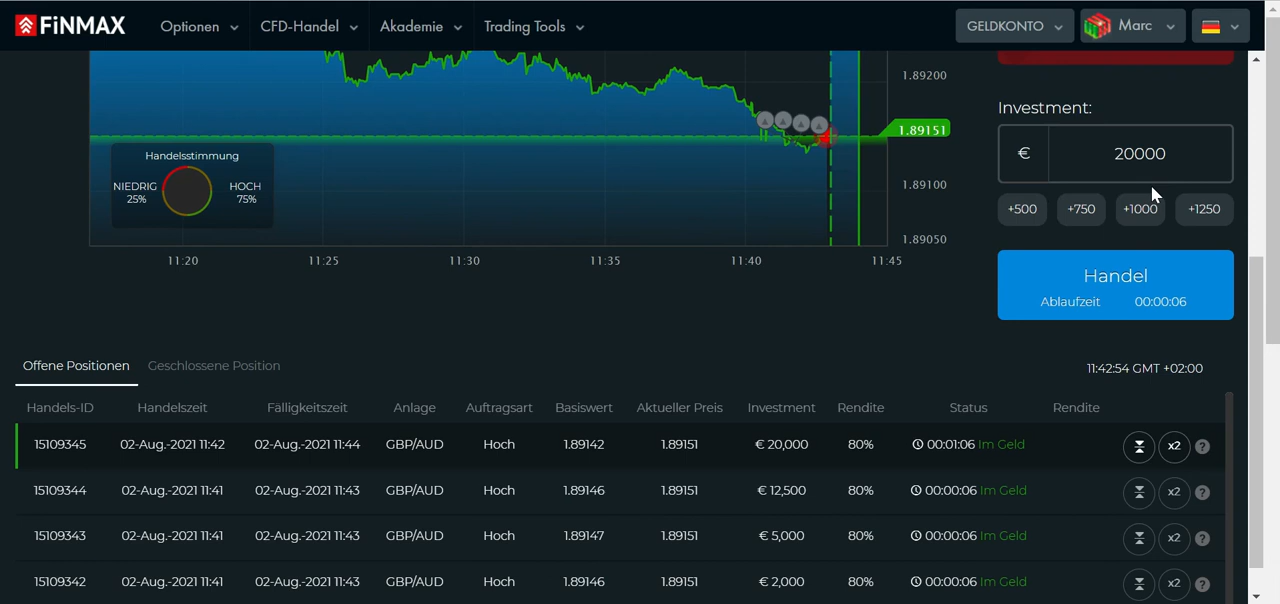 FiNMAX Optionen CFD-Handel Akademie Trading Tools GELDKONTO Marc
1.89200
Investment:
1.89151
€ 20000
Handelsstimmung
NIEDRIG 25% HOCH 75%
1.89100
+500 +750 +1000 +1250
1.89050
11:20 11:25 11:30 11:35 11:40 11:45
Handel
Ablaufzeit 00:00:06
Offene Positionen Geschlossene Position 11:42:54 GMT +02:00
Handels-ID Handelszeit Fälligkeitszeit Anlage Auftragsart Basiswert Aktueller Preis Investment Rendite Status Rendite
15109345 02-Aug.-2021 11:42 02-Aug.-2021 11:44 GBP/AUD Hoch 1.89142 1.89151 € 20,000 80% 00:01:06 Im Geld x2 ?
15109344 02-Aug.-2021 11:41 02-Aug.-2021 11:43 GBP/AUD Hoch 1.89146 1.89151 € 12,500 80% 00:00:06 Im Geld x2 ?
15109343 02-Aug.-2021 11:41 02-Aug.-2021 11:43 GBP/AUD Hoch 1.89147 1.89151 € 5,000 80% 00:00:06 Im Geld x2 ?
15109342 02-Aug.-2021 11:41 02-Aug.-2021 11:43 GBP/AUD Hoch 1.89146 1.89151 € 2,000 80% 00:00:06 Im Geld x2 ?